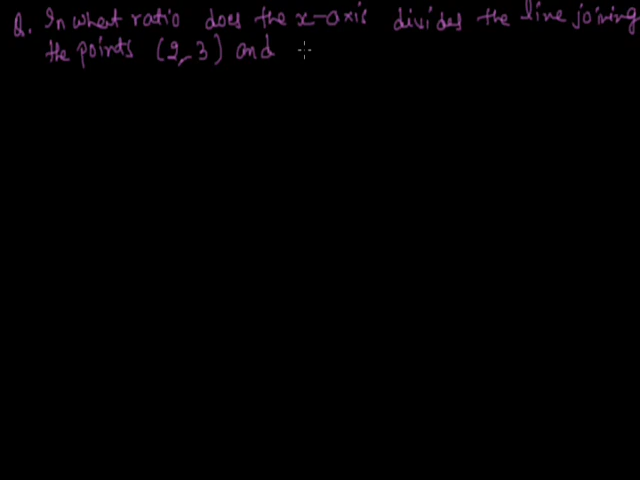 Q. In what ratio does the x-axis divides the line joining
the points (2, 3) and